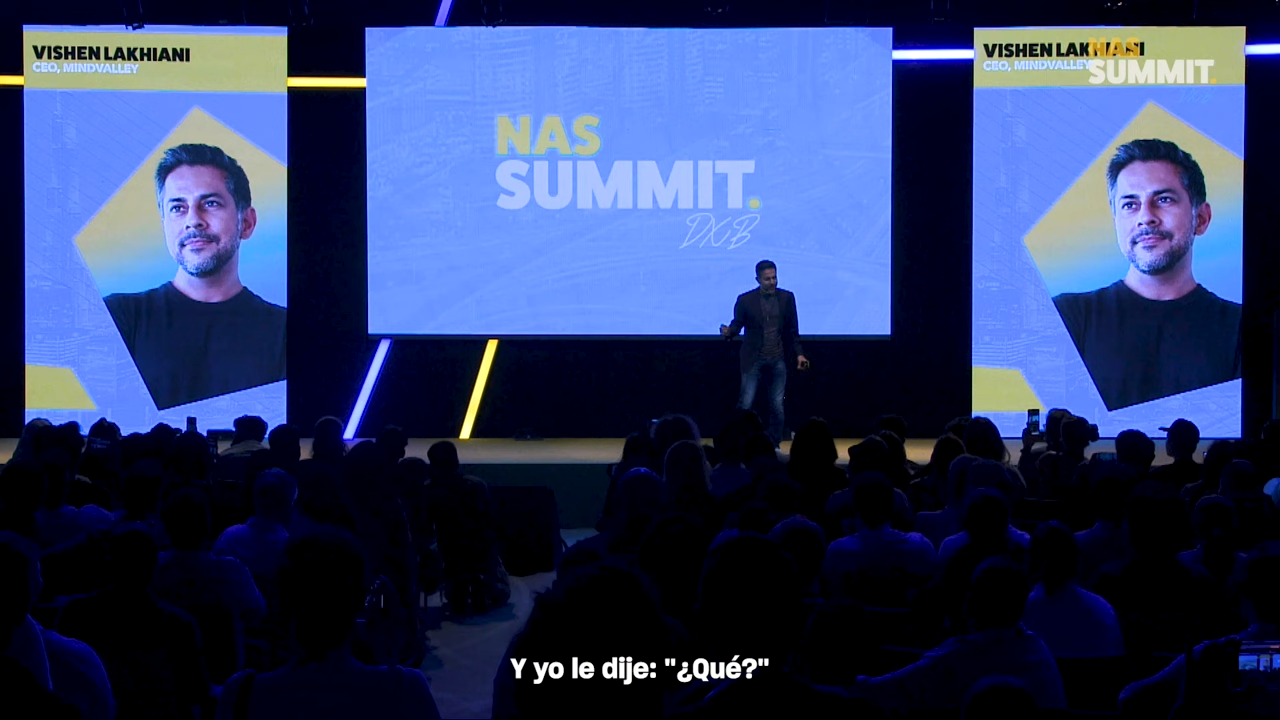 VISHEN LAKHIANI
CEO, MINDVALLEY
NAS
SUMMIT.
DXB
VISHEN LAKHIANI
CEO, MINDVALLEY
NAS
SUMMIT.
Y yo le dije: "¿Qué?"